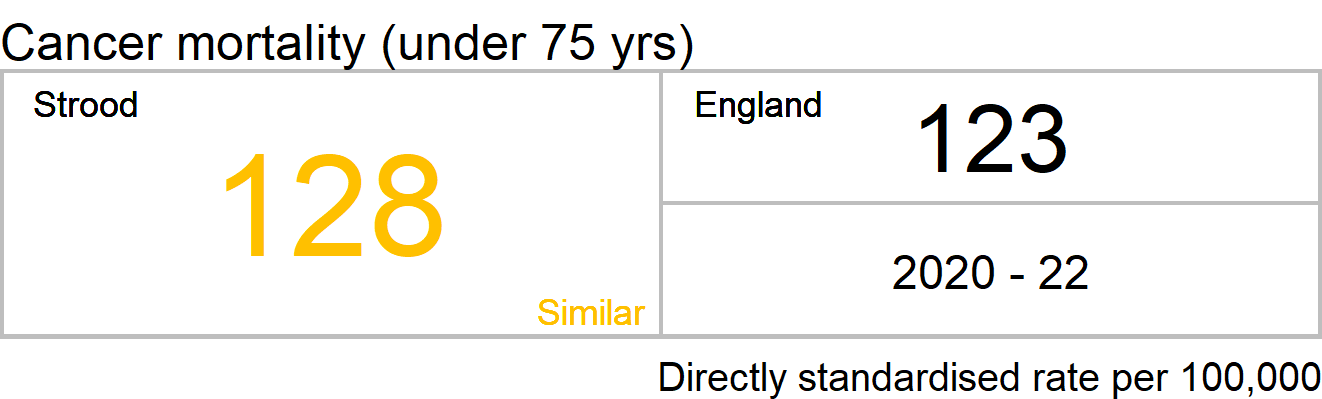 Cancer mortality (under 75 yrs)
Strood
128
Similar
England
123
2020 - 22
Directly standardised rate per 100,000